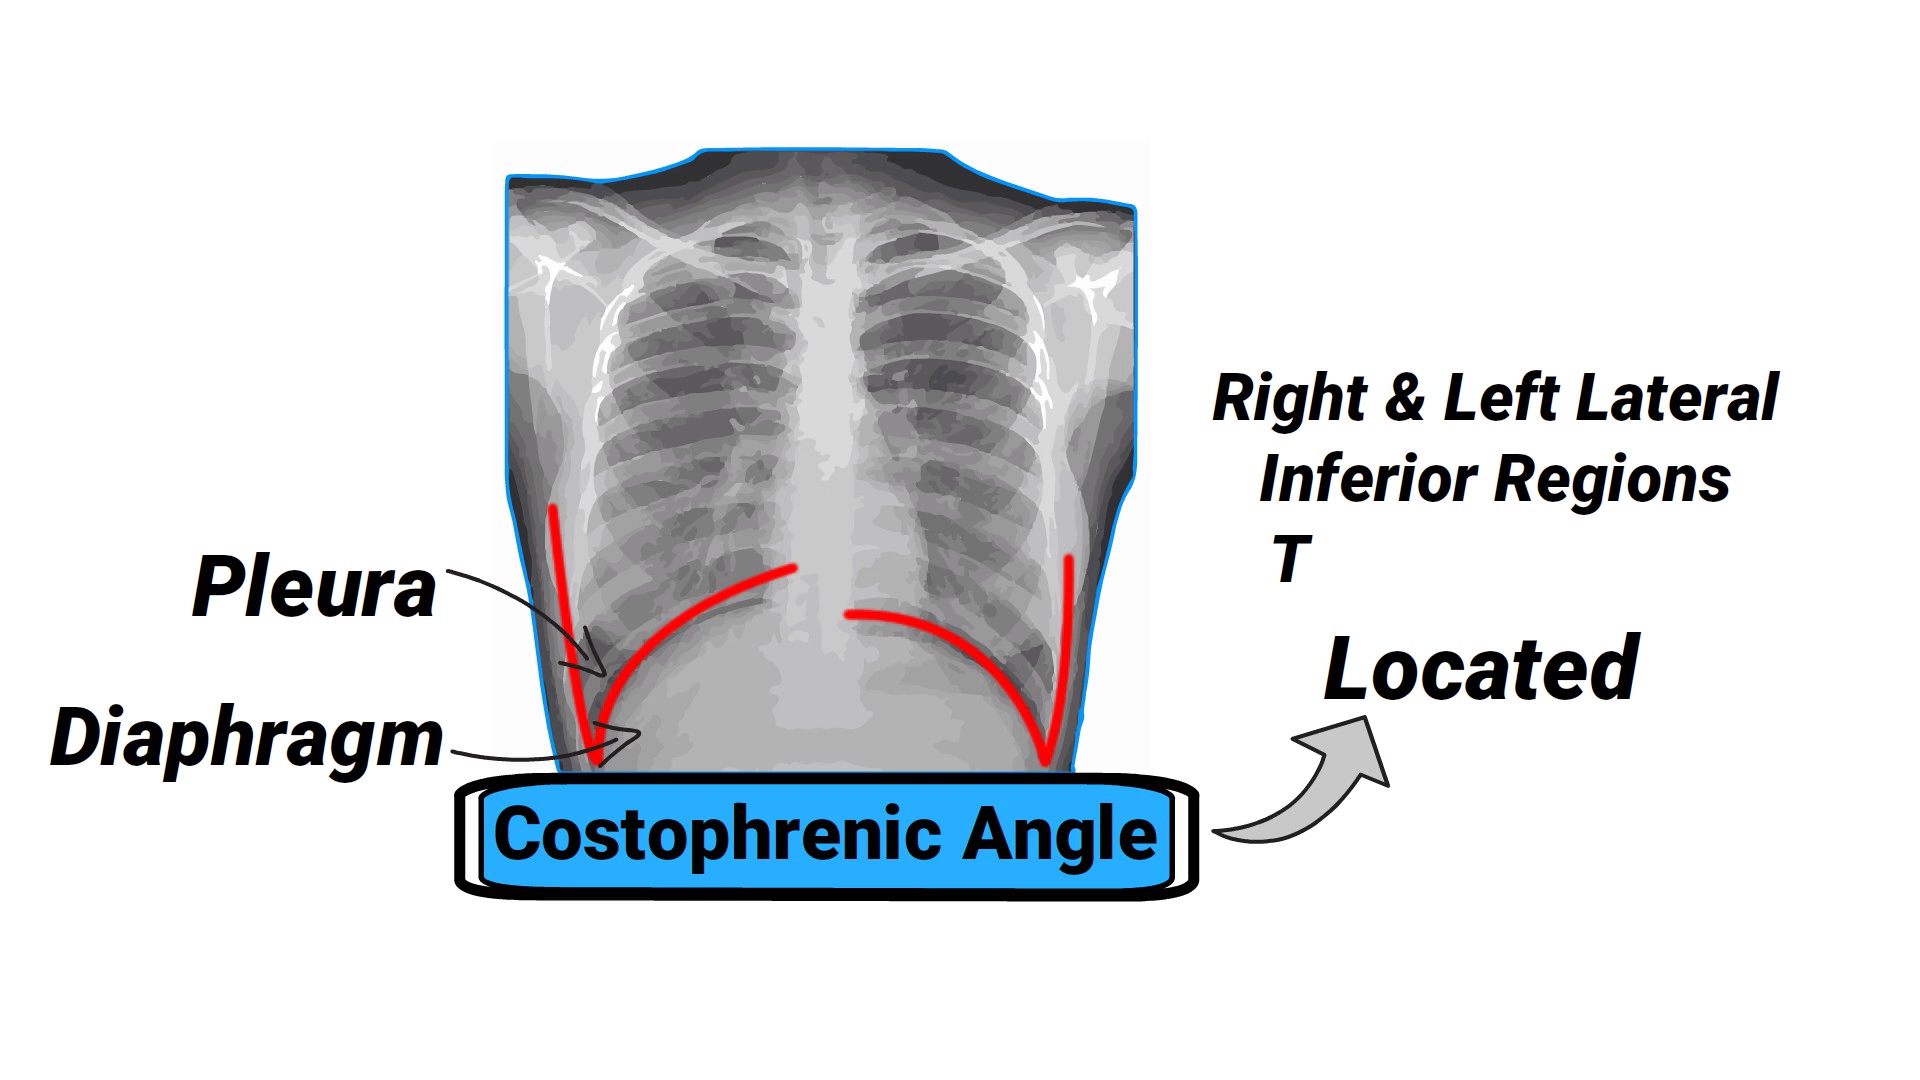 Right & Left Lateral
Inferior Regions
T
Pleura
Located
Diaphragm
Costophrenic Angle